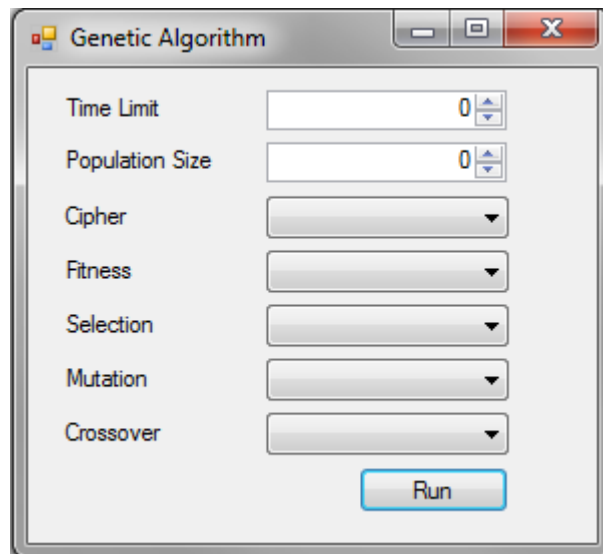 Genetic Algorithm
Time Limit 0
Population Size 0
Cipher
Fitness
Selection
Mutation
Crossover
Run